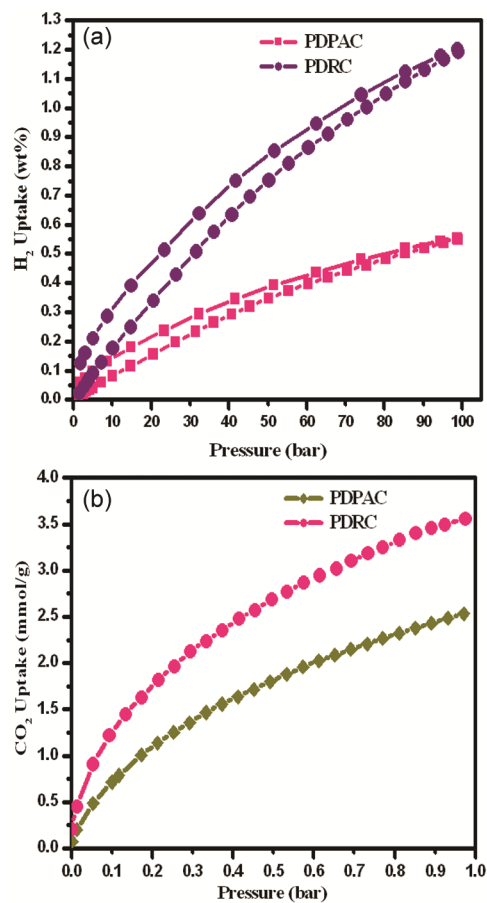 (a)
PDPAC
PDRC
H2 Uptake (wt%)
1.3
1.2
1.1
1.0
0.9
0.8
0.7
0.6
0.5
0.4
0.3
0.2
0.1
0.0
0 10 20 30 40 50 60 70 80 90 100
Pressure (bar)
(b)
PDPAC
PDRC
CO2 Uptake (mmol/g)
4.0
3.5
3.0
2.5
2.0
1.5
1.0
0.5
0.0
0.0 0.1 0.2 0.3 0.4 0.5 0.6 0.7 0.8 0.9 1.0
Pressure (bar)